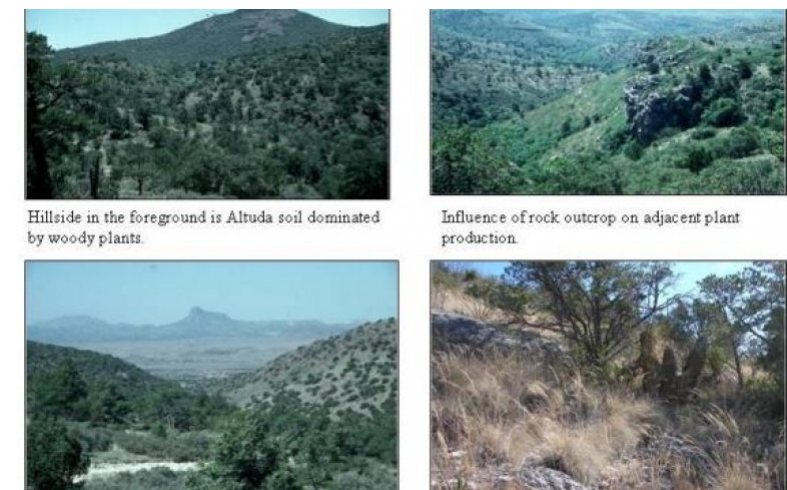 Hillside in the foreground is Altuda soil dominated
by woody plants.
Influence of rock outcrop on adjacent plant
production.